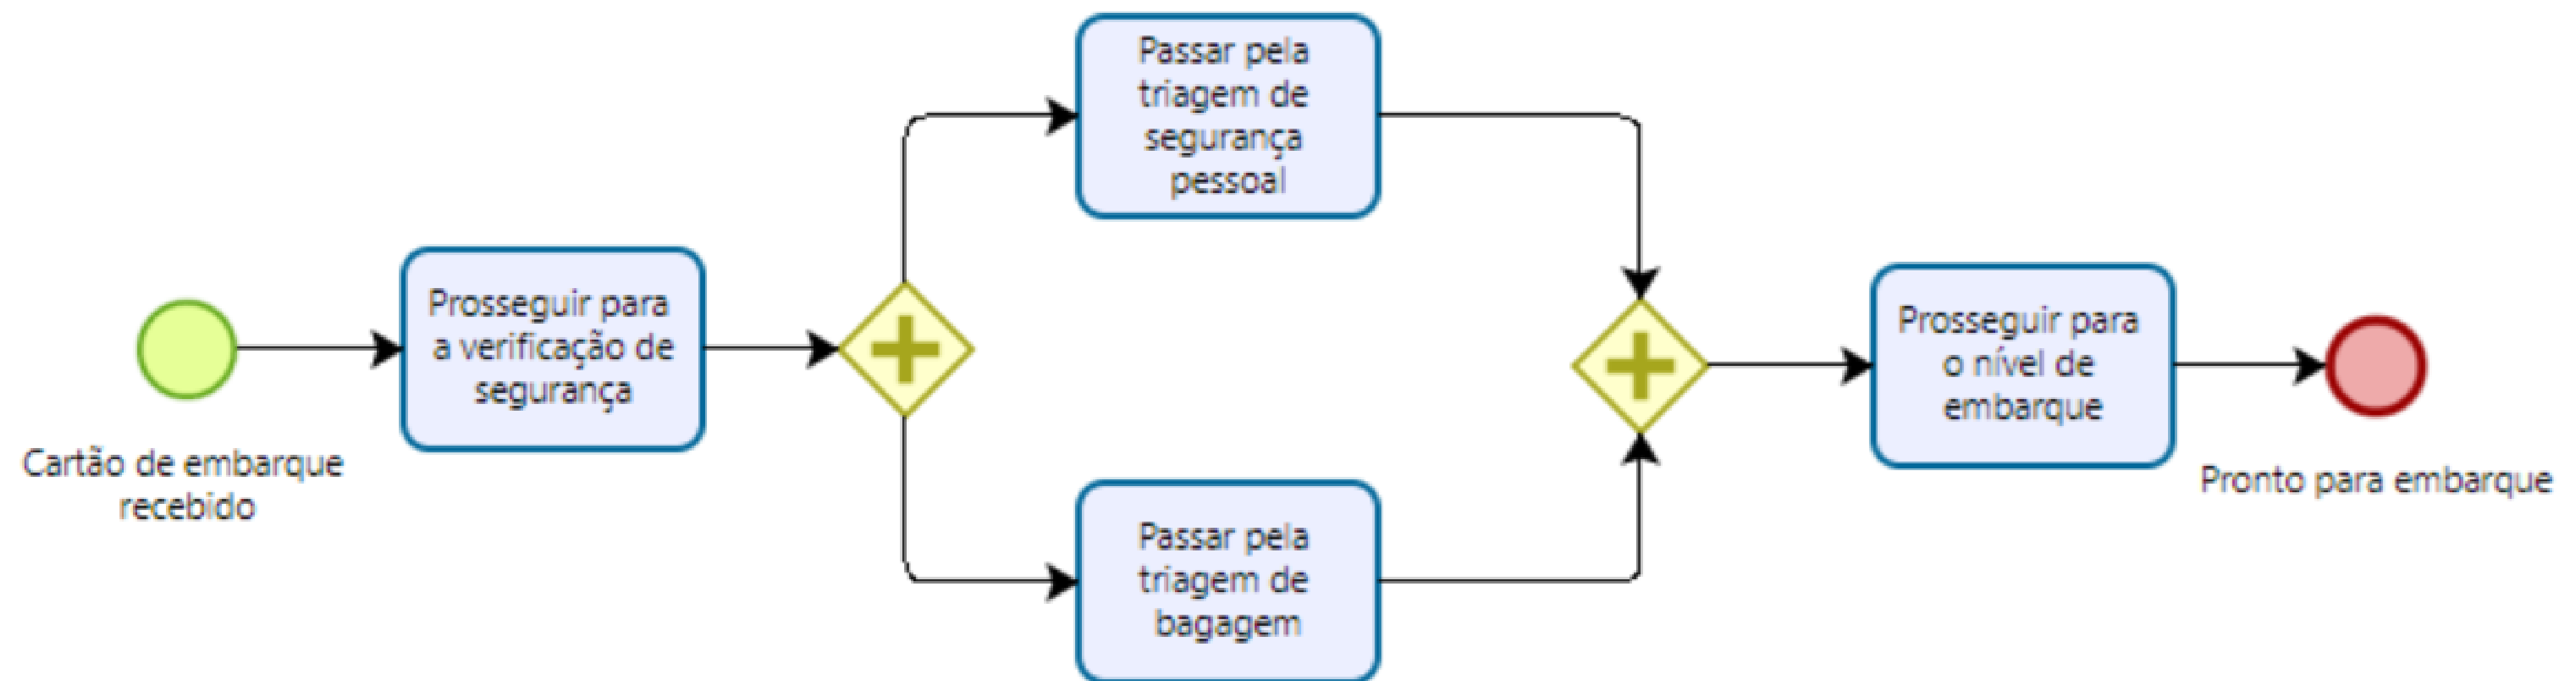 Cartão de embarque
recebido
Prosseguir para
a verificação de
segurança
Passar pela
triagem de
segurança
pessoal
Passar pela
triagem de
bagagem
Prosseguir para
o nível de
embarque
Pronto para embarque